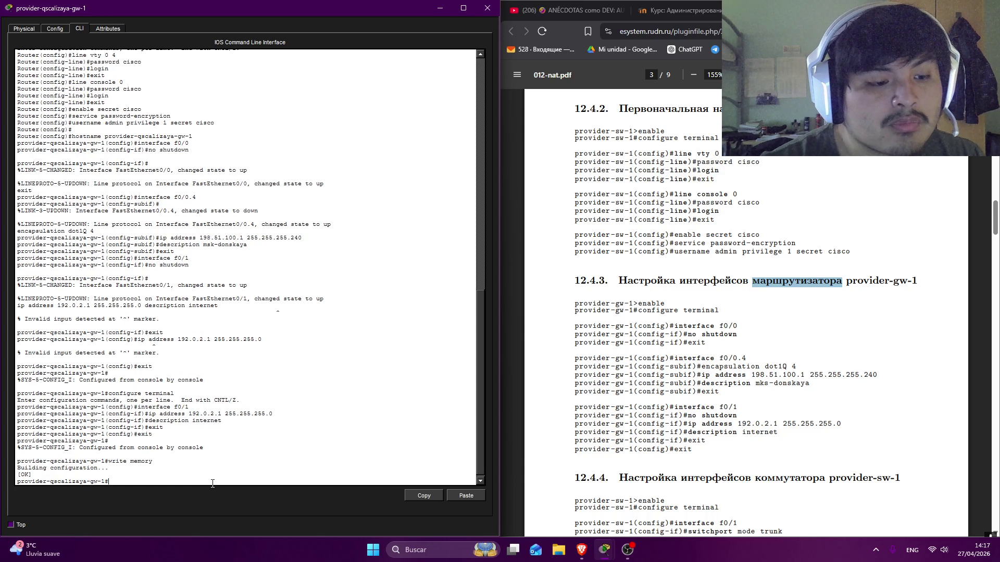 provider-qscalizaya-gw-1
Physical
Config
CLI
Attributes
IOS Command Line Interface
Router(config)#line vty 0 4
Router(config-line)#password cisco
Router(config-line)#login
Router(config-line)#exit
Router(config)#line console 0
Router(config-line)#password cisco
Router(config-line)#login
Router(config-line)#exit
Router(config)#enable secret cisco
Router(config)#service password-encryption
Router(config)#username admin privilege 1 secret cisco
Router(config)#
Router(config)#hostname provider-qscalizaya-gw-1
provider-qscalizaya-gw-1(config)#interface f0/0
provider-qscalizaya-gw-1(config-if)#no shutdown
provider-qscalizaya-gw-1(config-if)#
%LINK-5-CHANGED: Interface FastEthernet0/0, changed state to up
%LINEPROTO-5-UPDOWN: Line protocol on Interface FastEthernet0/0, changed state to up
exit
provider-qscalizaya-gw-1(config)#interface f0/0.4
provider-qscalizaya-gw-1(config-subif)#
%LINK-3-UPDOWN: Interface FastEthernet0/0.4, changed state to down
%LINEPROTO-5-UPDOWN: Line protocol on Interface FastEthernet0/0.4, changed state to up
encapsulation dot1Q 4
provider-qscalizaya-gw-1(config-subif)#ip address 198.51.100.1 255.255.255.240
provider-qscalizaya-gw-1(config-subif)#description msk-donskaya
provider-qscalizaya-gw-1(config-subif)#exit
provider-qscalizaya-gw-1(config)#interface f0/1
provider-qscalizaya-gw-1(config-if)#no shutdown
provider-qscalizaya-gw-1(config-if)#
%LINK-5-CHANGED: Interface FastEthernet0/1, changed state to up
%LINEPROTO-5-UPDOWN: Line protocol on Interface FastEthernet0/1, changed state to up
ip address 192.0.2.1 255.255.255.0 description internet
^
% Invalid input detected at '^' marker.
provider-qscalizaya-gw-1(config-if)#exit
provider-qscalizaya-gw-1(config)#ip address 192.0.2.1 255.255.255.0
^
% Invalid input detected at '^' marker.
provider-qscalizaya-gw-1(config)#exit
provider-qscalizaya-gw-1#
%SYS-5-CONFIG_I: Configured from console by console
provider-qscalizaya-gw-1#configure terminal
Enter configuration commands, one per line. End with CNTL/Z.
provider-qscalizaya-gw-1(config)#interface f0/1
provider-qscalizaya-gw-1(config-if)#ip address 192.0.2.1 255.255.255.0
provider-qscalizaya-gw-1(config-if)#description internet
provider-qscalizaya-gw-1(config-if)#exit
provider-qscalizaya-gw-1(config)#exit
provider-qscalizaya-gw-1#
%SYS-5-CONFIG_I: Configured from console by console
provider-qscalizaya-gw-1#write memory
Building configuration...
[OK]
provider-qscalizaya-gw-1#
Copy
Paste
Top
(206)
ANÉCDOTAS como DEV: AU
Курс: Администрировани
esystem.rudn.ru/pluginfile.php/
528 · Входящие —...
Mi unidad - Google...
ChatGPT
012-nat.pdf
3 / 9
155%
12.4.2. Первоначальная на
provider-sw-1>enable
provider-sw-1#configure terminal
provider-sw-1(config)#line vty 0
provider-sw-1(config-line)#password cisco
provider-sw-1(config-line)#login
provider-sw-1(config-line)#exit
provider-sw-1(config)#line console 0
provider-sw-1(config-line)#password cisco
provider-sw-1(config-line)#login
provider-sw-1(config-line)#exit
provider-sw-1(config)#enable secret cisco
provider-sw-1(config)#service password-encryption
provider-sw-1(config)#username admin privilege 1 secret cisco
12.4.3. Настройка интерфейсов маршрутизатора provider-gw-1
provider-gw-1>enable
provider-gw-1#configure terminal
provider-gw-1(config)#interface f0/0
provider-gw-1(config-if)#no shutdown
provider-gw-1(config-if)#exit
provider-gw-1(config)#interface f0/0.4
provider-gw-1(config-subif)#encapsulation dot1Q 4
provider-gw-1(config-subif)#ip address 198.51.100.1 255.255.255.240
provider-gw-1(config-subif)#description mks-donskaya
provider-gw-1(config-subif)#exit
provider-gw-1(config)#interface f0/1
provider-gw-1(config-if)#no shutdown
provider-gw-1(config-if)#ip address 192.0.2.1 255.255.255.0
provider-gw-1(config-if)#description internet
provider-gw-1(config-if)#exit
provider-gw-1(config)#exit
12.4.4. Настройка интерфейсов коммутатора provider-sw-1
provider-sw-1>enable
provider-sw-1#configure terminal
provider-sw-1(config)#interface f0/1
provider-sw-1(config-if)#switchport mode trunk
2
3°C
Lluvia suave
Buscar
ENG
14:17
27/04/2026